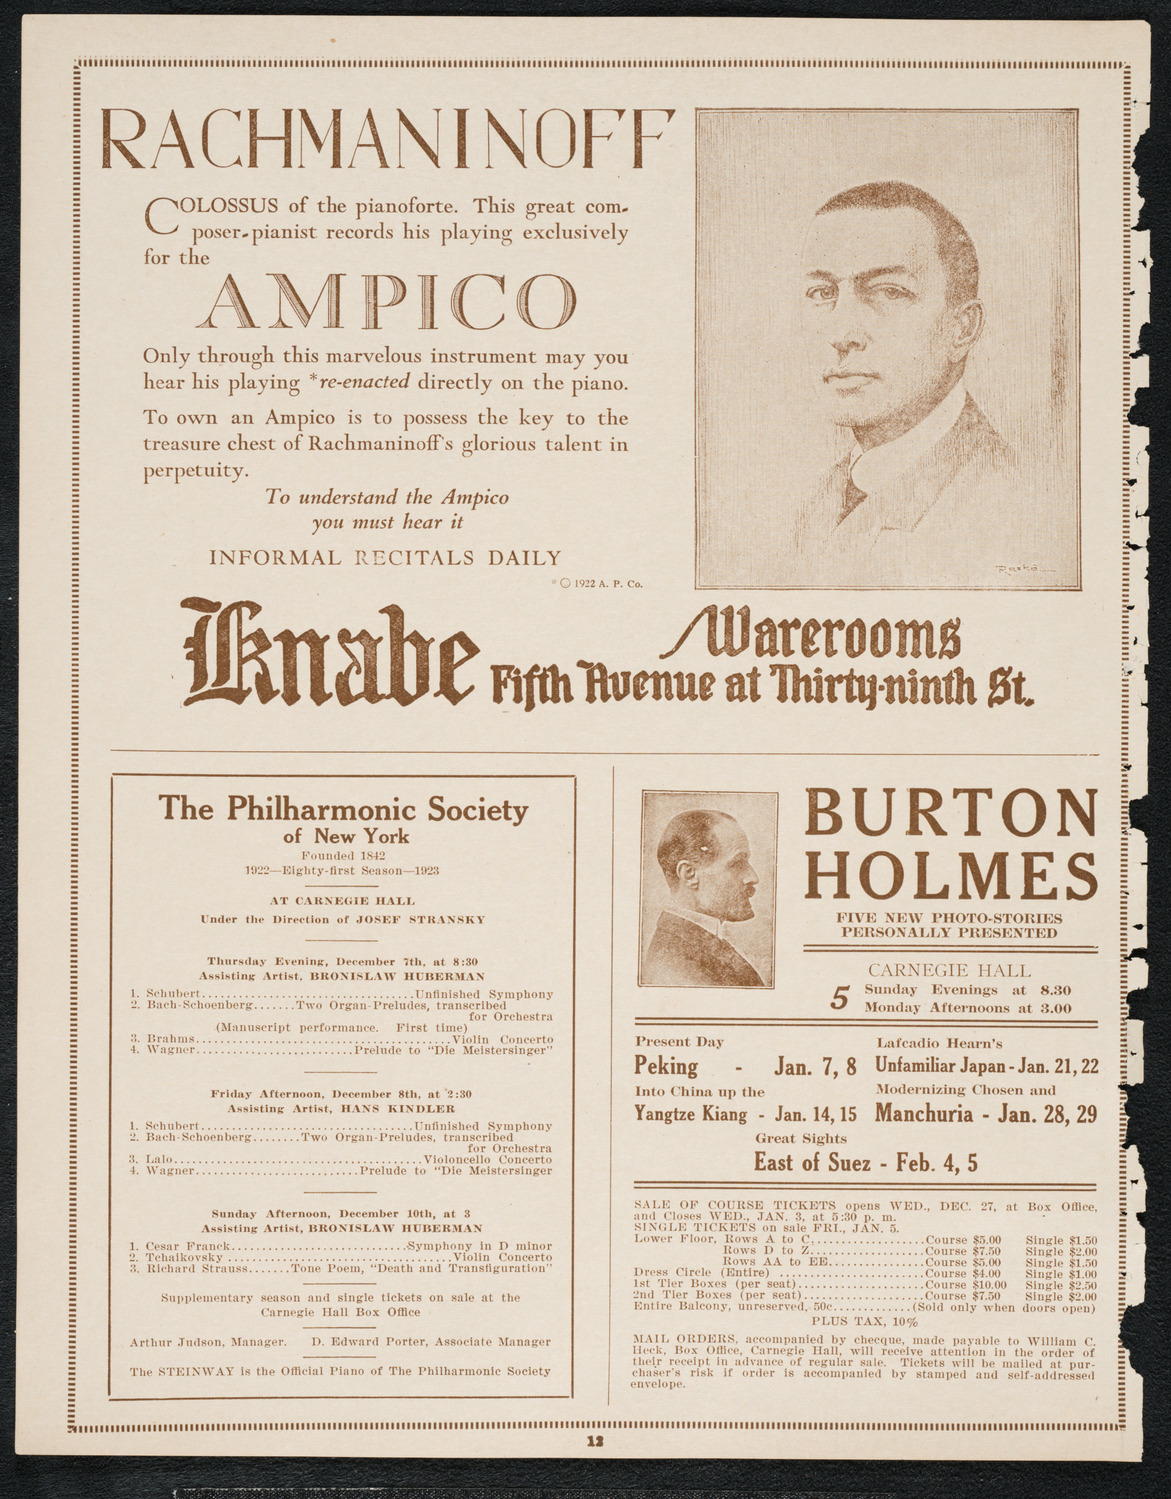 RACHMANINOFF
COLOSSUS of the pianoforte. This great com-
poser-pianist records his playing exclusively
for the
AMPICO
Only through this marvelous instrument may you
hear his playing *re-enacted directly on the piano.
To own an Ampico is to possess the key to the
treasure chest of Rachmaninoff's glorious talent in
perpetuity.
To understand the Ampico
you must hear it
INFORMAL RECITALS DAILY
* © 1922 A. P. Co.
Knabe Warerooms
Fifth Avenue at Thirty-ninth St.
The Philharmonic Society
of New York
Founded 1842
1922—Eighty-first Season—1923
AT CARNEGIE HALL
Under the Direction of JOSEF STRANSKY
Thursday Evening, December 7th, at 8:30
Assisting Artist, BRONISLAW HUBERMAN
1. Schubert..................................Unfinished Symphony
2. Bach-Schoenberg.......Two Organ-Preludes, transcribed
for Orchestra
(Manuscript performance. First time)
3. Brahms.........................................Violin Concerto
4. Wagner.........................Prelude to "Die Meistersinger"
Friday Afternoon, December 8th, at 2:30
Assisting Artist, HANS KINDLER
1. Schubert..................................Unfinished Symphony
2. Bach-Schoenberg........Two Organ-Preludes, transcribed
for Orchestra
3. Lalo........................................Violoncello Concerto
4. Wagner..........................Prelude to "Die Meistersinger
Sunday Afternoon, December 10th, at 3
Assisting Artist, BRONISLAW HUBERMAN
1. Cesar Franck............................Symphony in D minor
2. Tchaikovsky ....................................Violin Concerto
3. Richard Strauss.......Tone Poem, "Death and Transfiguration"
Supplementary season and single tickets on sale at the
Carnegie Hall Box Office
Arthur Judson, Manager. D. Edward Porter, Associate Manager
The STEINWAY is the Official Piano of The Philharmonic Society
BURTON
HOLMES
FIVE NEW PHOTO-STORIES
PERSONALLY PRESENTED
CARNEGIE HALL
5 Sunday Evenings at 8.30
Monday Afternoons at 3.00
Present Day
Peking - Jan. 7, 8
Into China up the
Yangtze Kiang - Jan. 14, 15
Lafcadio Hearn's
Unfamiliar Japan - Jan. 21, 22
Modernizing Chosen and
Manchuria - Jan. 28, 29
Great Sights
East of Suez - Feb. 4, 5
SALE OF COURSE TICKETS opens WED., DEC. 27, at Box Office,
and Closes WED., JAN. 3, at 5:30 p. m.
SINGLE TICKETS on sale FRI., JAN. 5.
Lower Floor, Rows A to C..................Course $5.00 Single $1.50
Rows D to Z..................Course $7.50 Single $2.00
Rows AA to EE...............Course $5.00 Single $1.50
Dress Circle (Entire) .......................Course $4.00 Single $1.00
1st Tier Boxes (per seat)....................Course $10.00 Single $2.50
2nd Tier Boxes (per seat)...................Course $7.50 Single $2.00
Entire Balcony, unreserved, 50c............(Sold only when doors open)
PLUS TAX, 10%
MAIL ORDERS, accompanied by checque, made payable to William C.
Heck, Box Office, Carnegie Hall, will receive attention in the order of
their receipt in advance of regular sale. Tickets will be mailed at pur-
chaser's risk if order is accompanied by stamped and self-addressed
envelope.